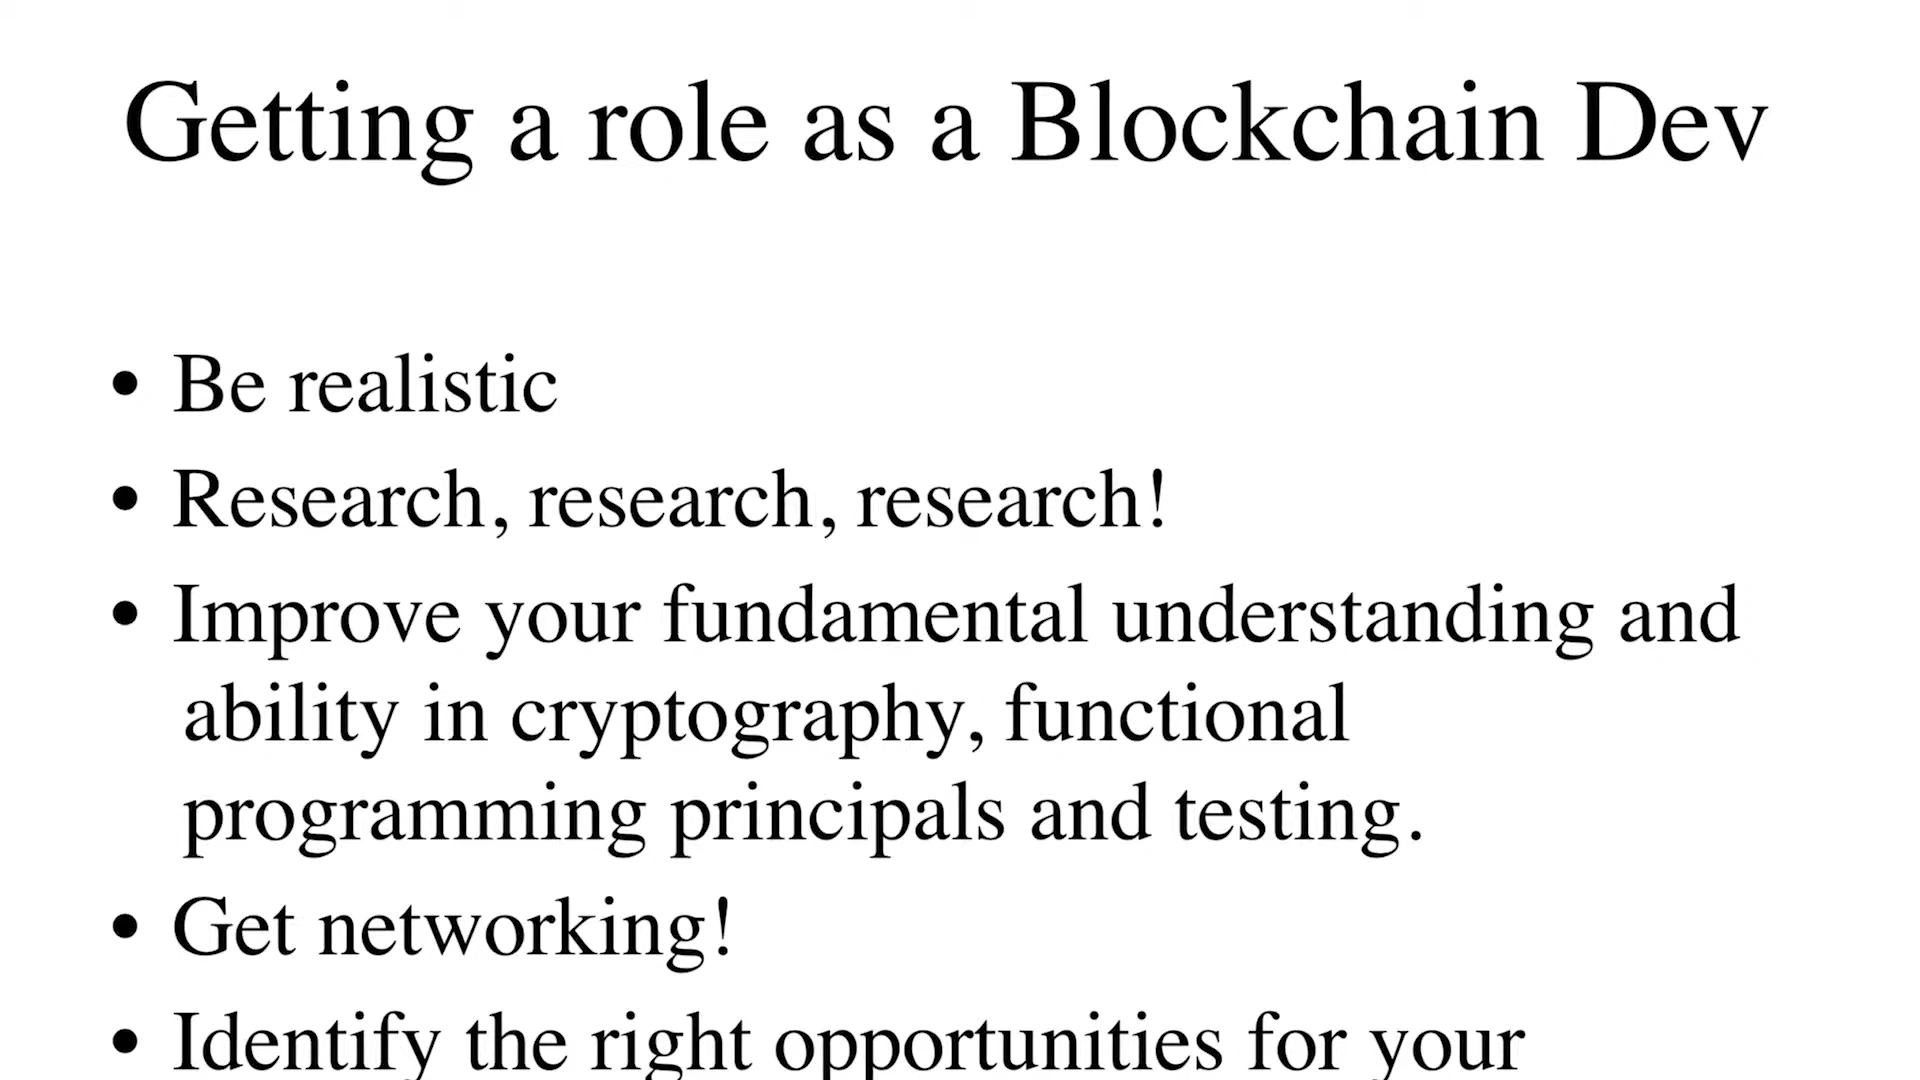 Getting a role as a Blockchain Dev
• Be realistic
• Research, research, research!
• Improve your fundamental understanding and
ability in cryptography, functional
programming principals and testing.
• Get networking!
• Identify the right opportunities for your